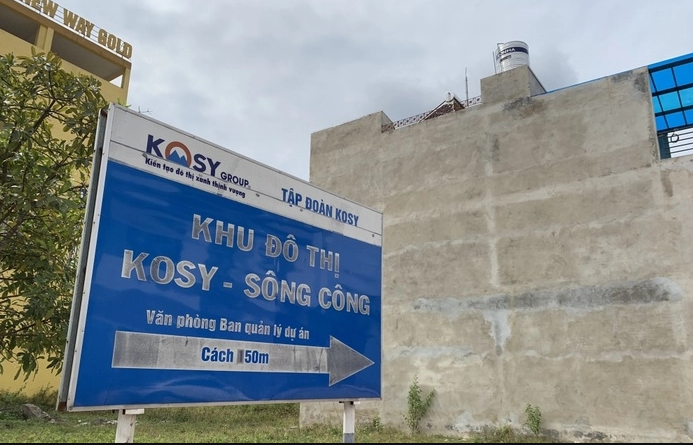 NEW WAY GOLD
KOSY GROUP
Kiến tạo đô thị xanh thịnh vượng
TẬP ĐOÀN KOSY
KHU ĐÔ THỊ
KOSY - SÔNG CÔNG
Văn phòng Ban quản lý dự án
Cách 150m